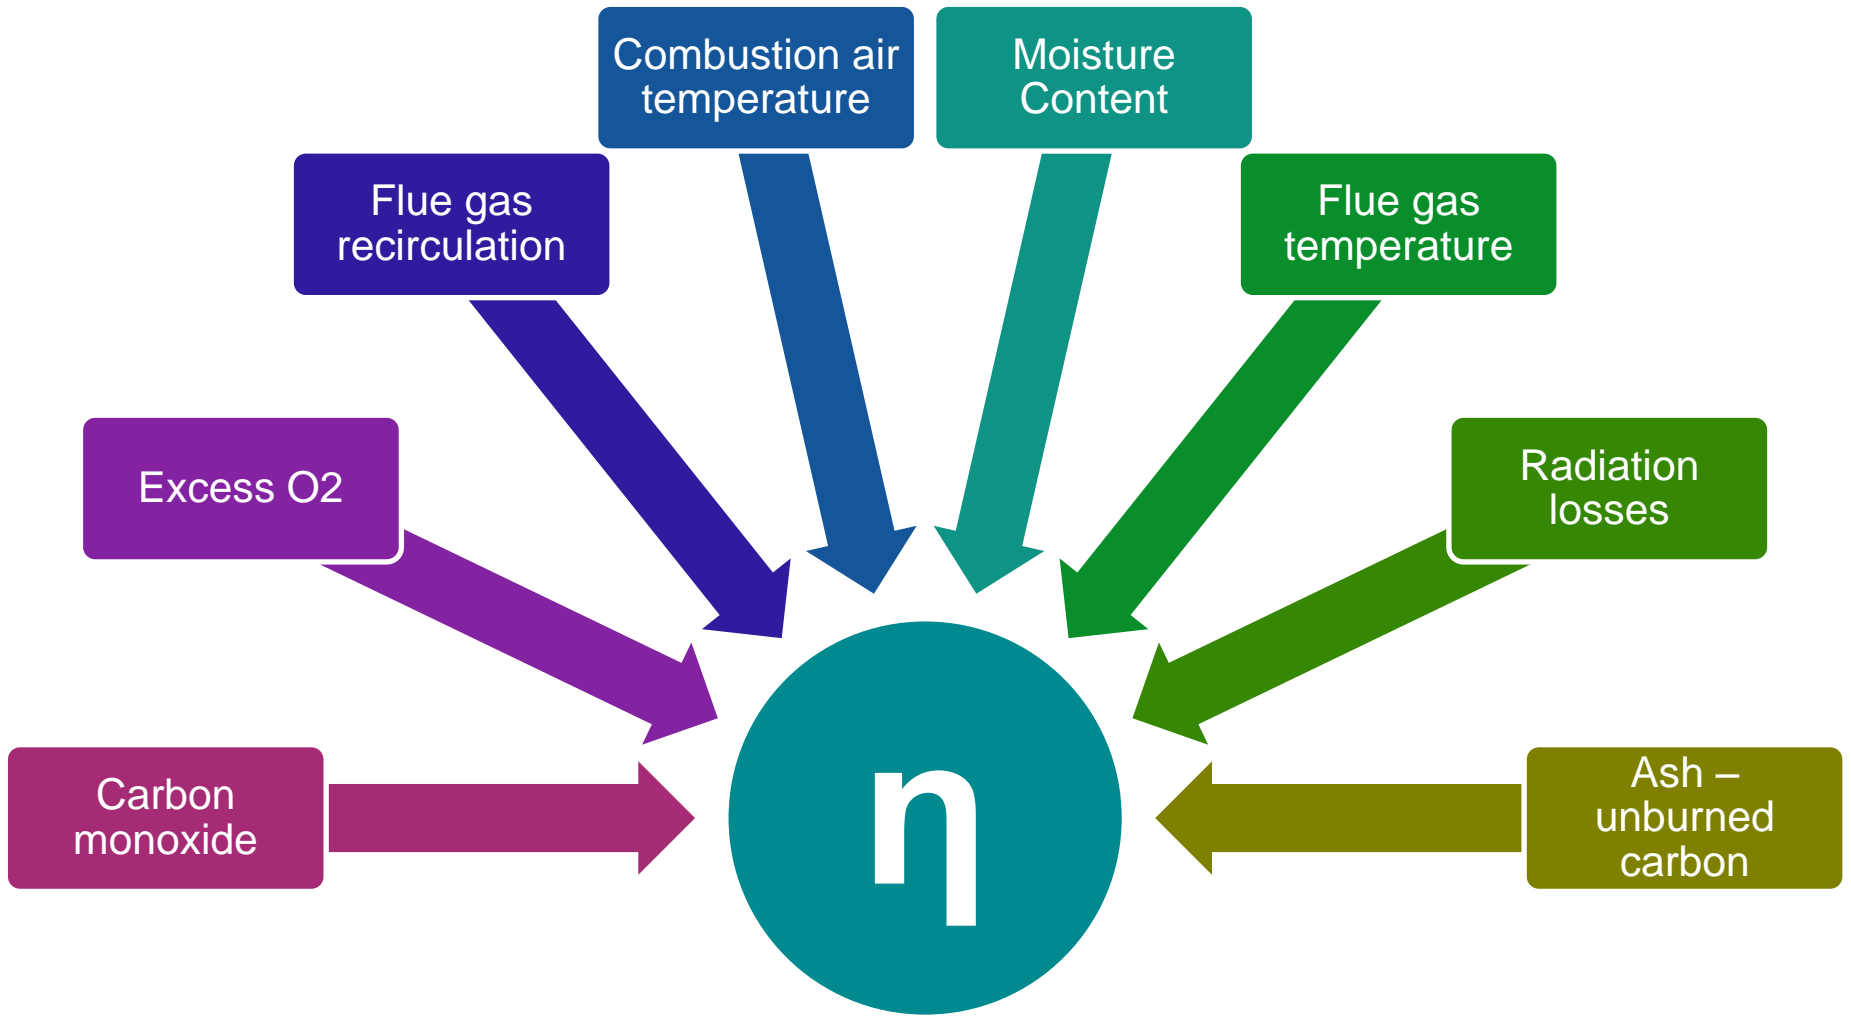 Combustion air
temperature
Moisture
Content
Flue gas
recirculation
Flue gas
temperature
Excess O2
Radiation
losses
Carbon
monoxide
η
Ash –
unburned
carbon